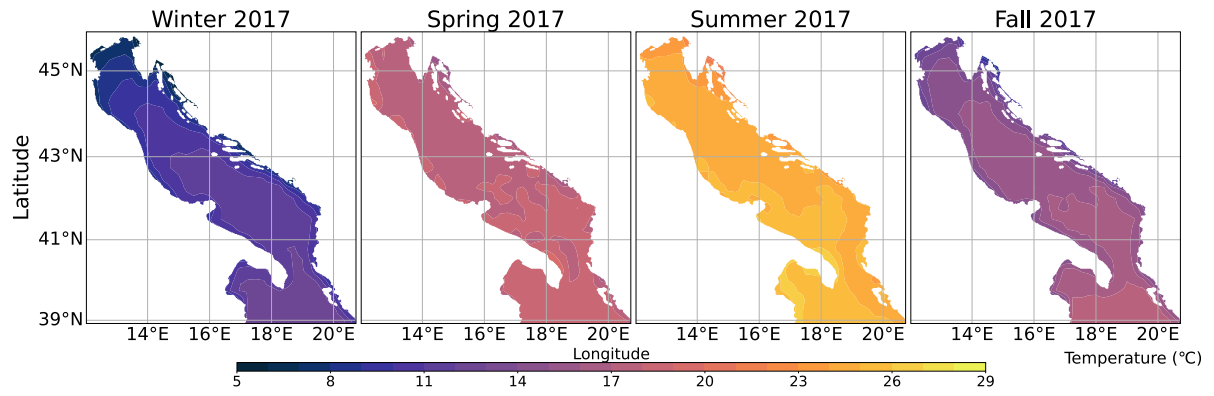 Winter 2017 Spring 2017 Summer 2017 Fall 2017
45°N
43°N
41°N
39°N
Latitude
14°E 16°E 18°E 20°E 14°E 16°E 18°E 20°E 14°E 16°E 18°E 20°E 14°E 16°E 18°E 20°E
Longitude
Temperature (℃)
5 8 11 14 17 20 23 26 29